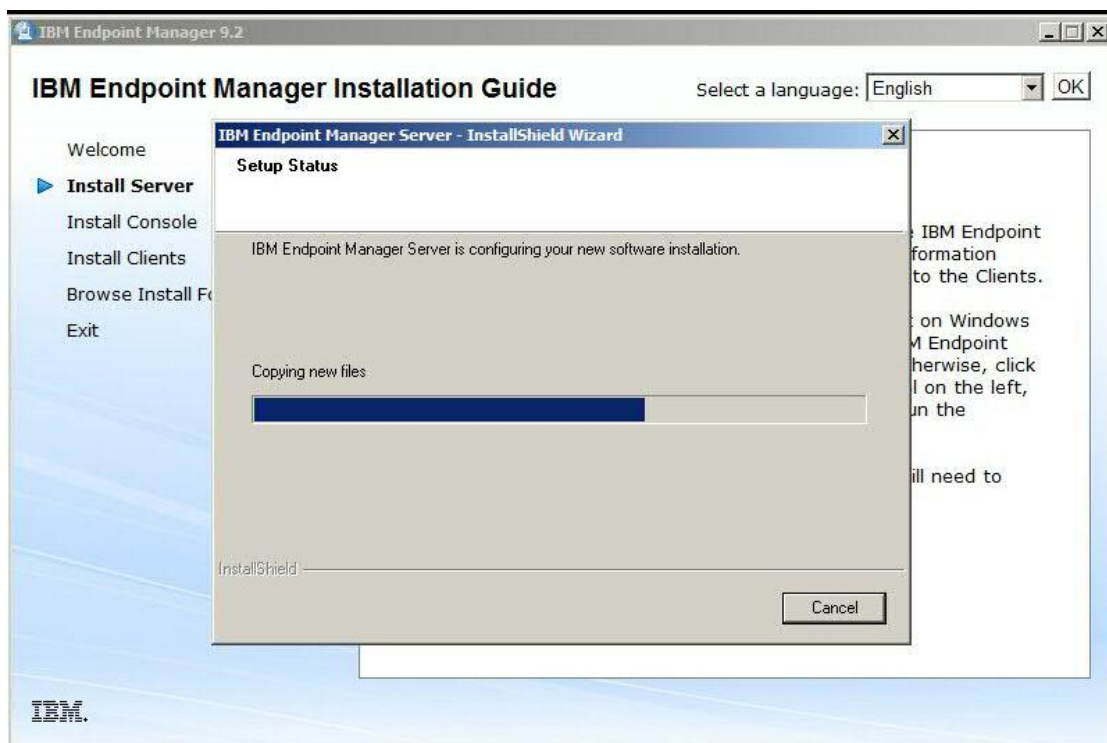 IBM Endpoint Manager 9.2
IBM Endpoint Manager Installation Guide
Select a language: English OK
Welcome
Install Server
Install Console
Install Clients
Browse Install
Exit
IBM Endpoint Manager Server - InstallShield Wizard
Setup Status
IBM Endpoint Manager Server is configuring your new software installation.
Copying new files
InstallShield
Cancel
IBM Endpoint
formation
to the Clients.
on Windows
M Endpoint
herwise, click
l on the left,
un the
ill need to
IBM.